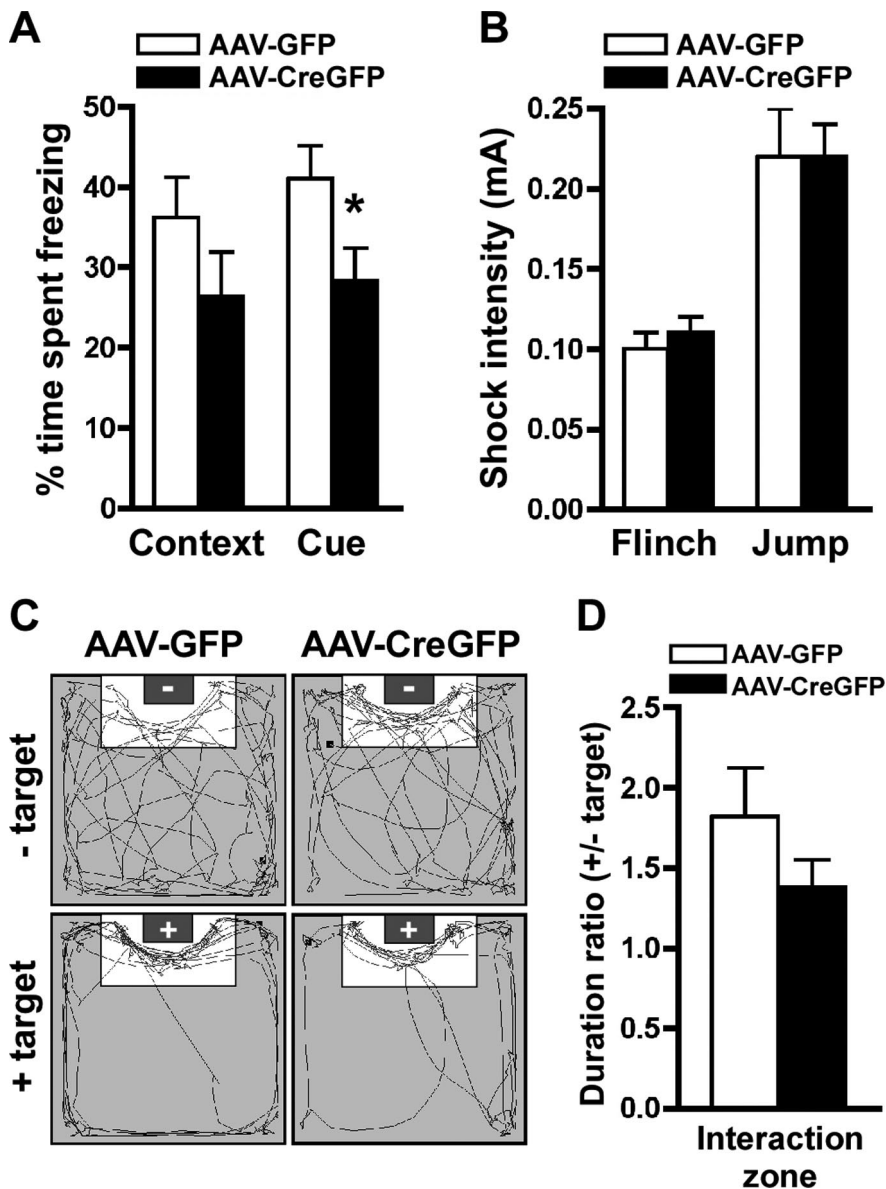 A
AAV-GFP
AAV-CreGFP
% time spent freezing
50
40
30
20
10
0
*
Context Cue
B
AAV-GFP
AAV-CreGFP
Shock intensity (mA)
0.25
0.20
0.25
0.10
0.05
0.00
Flinch Jump
C
AAV-GFP AAV-CreGFP
- target
- -
+ target
+ +
D
AAV-GFP
AAV-CreGFP
Duration ratio (+/- target)
2.5
2.0
1.5
1.0
0.5
0.0
Interaction
zone